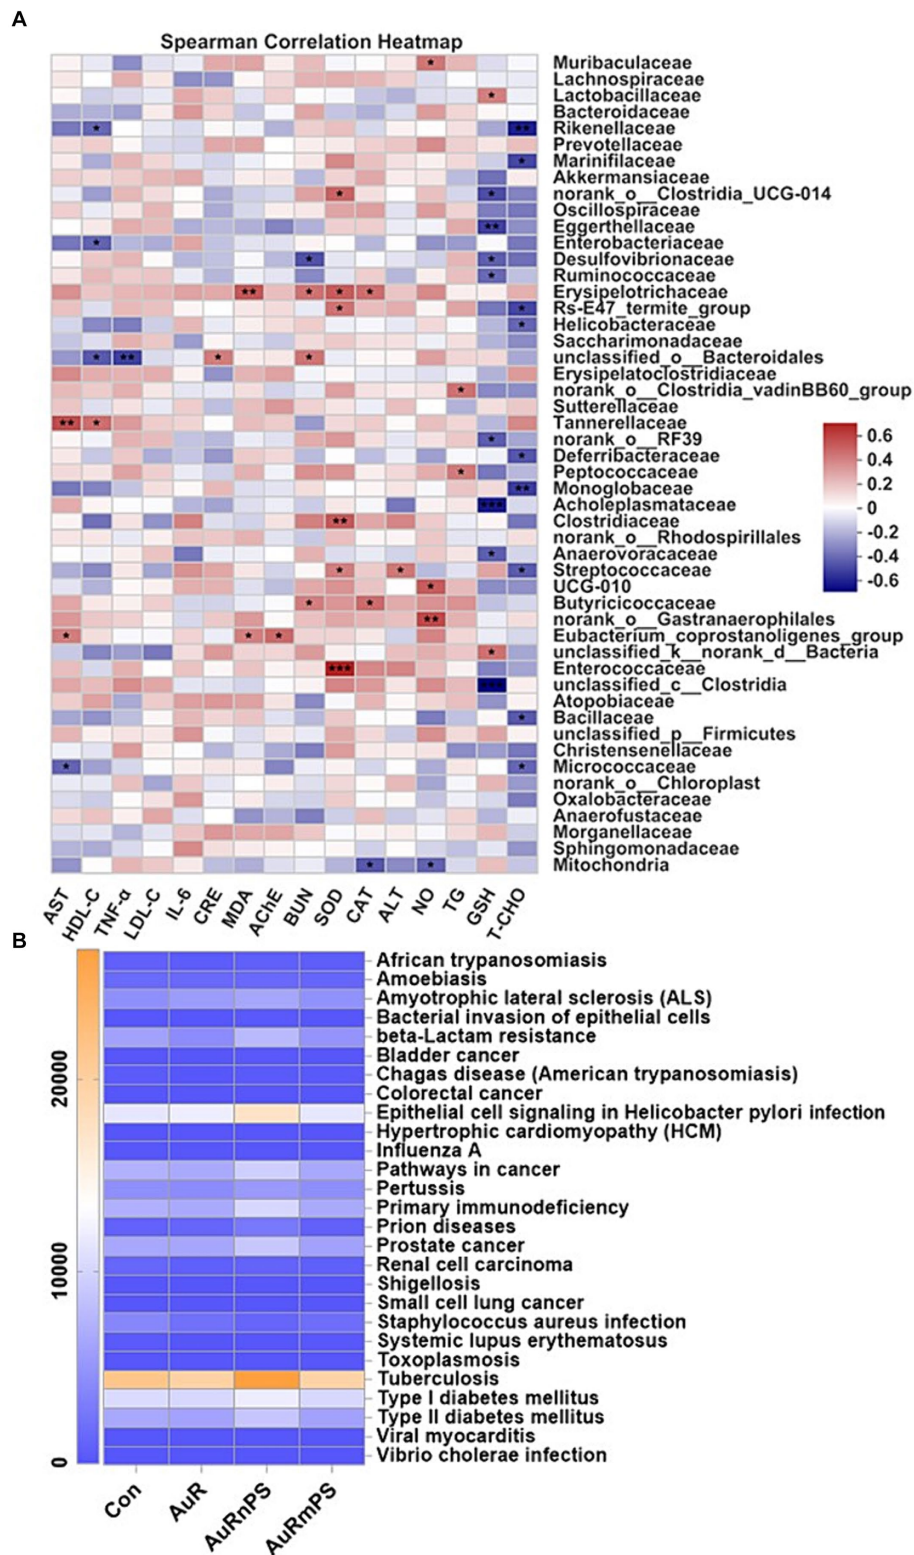 A
Spearman Correlation Heatmap
Muribaculaceae
Lachnospiraceae
Lactobacillaceae
Bacteroidaceae
Rikenellaceae
Prevotellaceae
Marinifilaceae
Akkermansiaceae
norank_o__Clostridia_UCG-014
Oscillospiraceae
Eggerthellaceae
Enterobacteriaceae
Desulfovibrionaceae
Ruminococcaceae
Erysipelotrichaceae
Rs-E47_termite_group
Helicobacteraceae
Saccharimonadaceae
unclassified_o__Bacteroidales
Erysipelatoclostridiaceae
norank_o__Clostridia_vadinBB60_group
Sutterellaceae
Tannerellaceae
norank_o__RF39
Deferribacteraceae
Peptococcaceae
Monoglobaceae
Acholeplasmataceae
Clostridiaceae
norank_o__Rhodospirillales
Anaerovoracaceae
Streptococcaceae
UCG-010
Butyricicoccaceae
norank_o__Gastranaerophilales
Eubacterium_coprostanoligenes_group
unclassified_k__norank_d__Bacteria
Enterococcaceae
unclassified_c__Clostridia
Atopobiaceae
Bacillaceae
unclassified_p__Firmicutes
Christensenellaceae
Micrococcaceae
norank_o__Chloroplast
Oxalobacteraceae
Anaerofustaceae
Morganellaceae
Sphingomonadaceae
Mitochondria
0.6
0.4
0.2
0
-0.2
-0.4
-0.6
AST HDL-C TNF-α LDL-C IL-6 CRE MDA AChE BUN SOD CAT ALT NO TG GSH T-CHO
B
African trypanosomiasis
Amoebiasis
Amyotrophic lateral sclerosis (ALS)
Bacterial invasion of epithelial cells
beta-Lactam resistance
Bladder cancer
Chagas disease (American trypanosomiasis)
Colorectal cancer
Epithelial cell signaling in Helicobacter pylori infection
Hypertrophic cardiomyopathy (HCM)
Influenza A
Pathways in cancer
Pertussis
Primary immunodeficiency
Prion diseases
Prostate cancer
Renal cell carcinoma
Shigellosis
Small cell lung cancer
Staphylococcus aureus infection
Systemic lupus erythematosus
Toxoplasmosis
Tuberculosis
Type I diabetes mellitus
Type II diabetes mellitus
Viral myocarditis
Vibrio cholerae infection
20000
10000
0
Con AuR AuRnPS AuRmPS